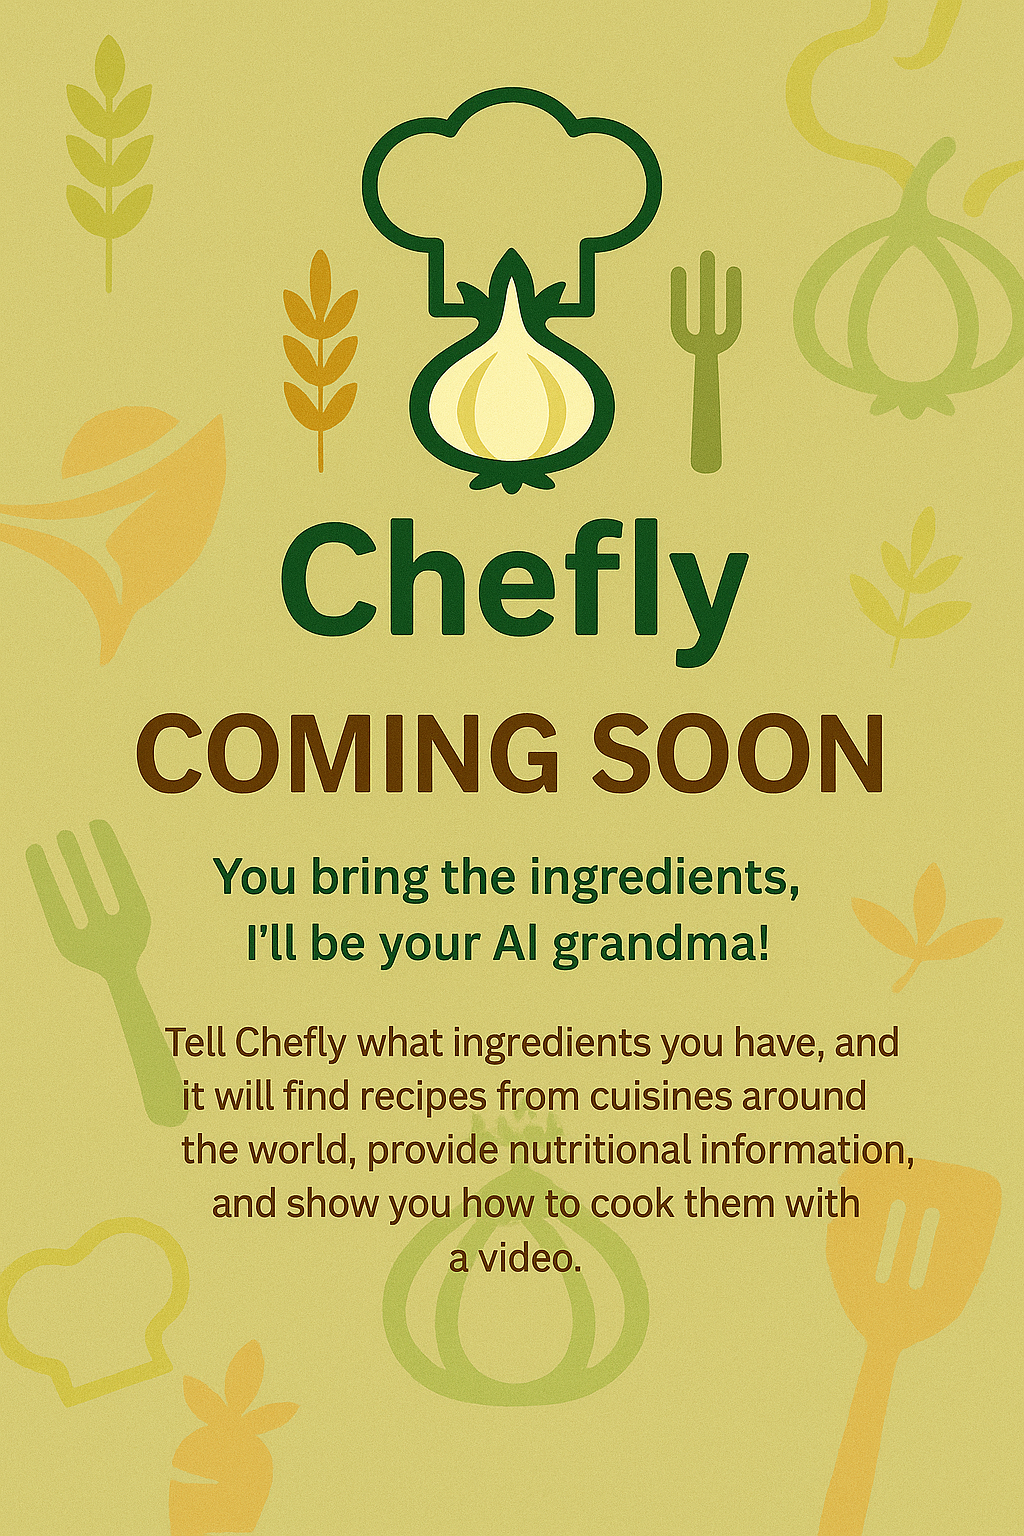 Chefly
COMING SOON
You bring the ingredients,
I'll be your AI grandma!
Tell Chefly what ingredients you have, and
it will find recipes from cuisines around
the world, provide nutritional information,
and show you how to cook them with
a video.